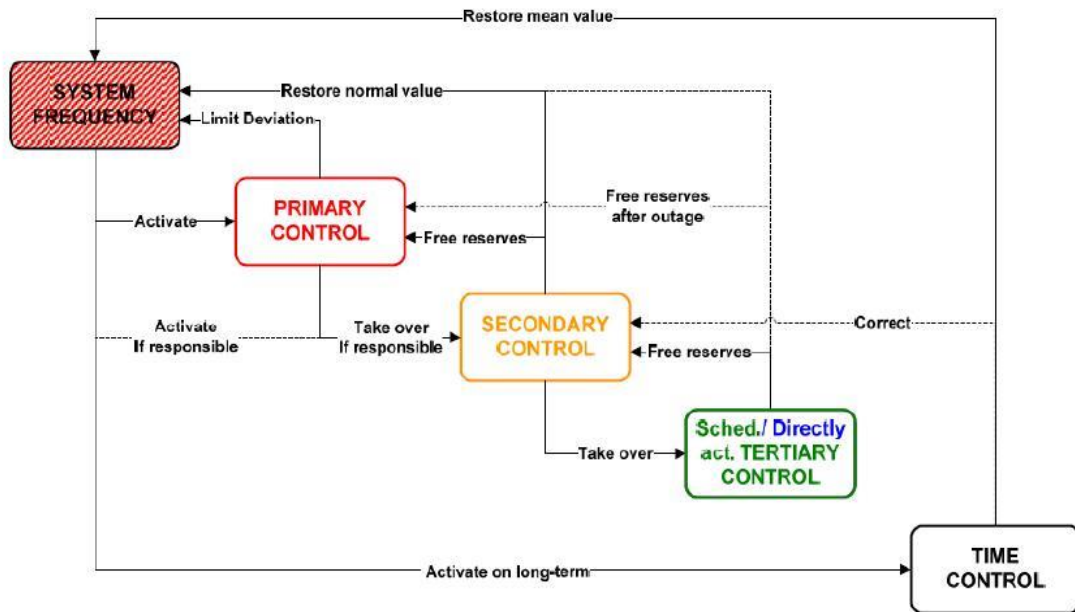 Restore mean value
SYSTEM
FREQUENCY
Restore normal value
Limit Deviation
PRIMARY
CONTROL
Free reserves
after outage
Activate
Free reserves
Activate
If responsible
Take over
If responsible
SECONDARY
CONTROL
Correct
Free reserves
Sched./ Directly
act. TERTIARY
CONTROL
Take over
TIME
CONTROL
Activate on long-term